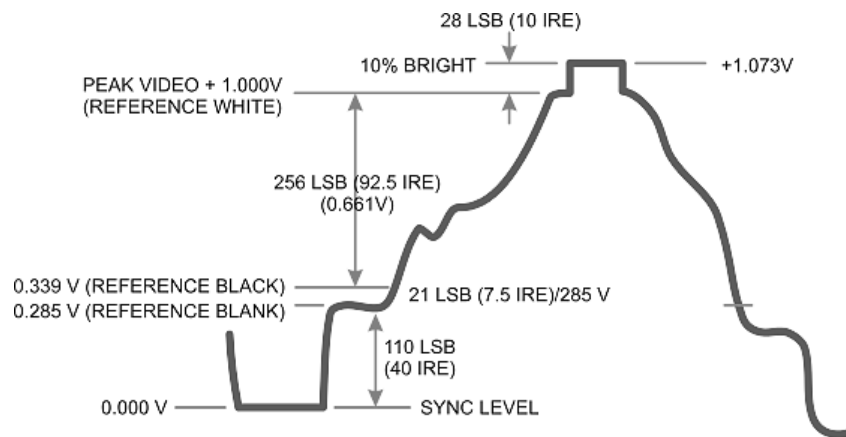 28 LSB (10 IRE)
10% BRIGHT
+1.073V
PEAK VIDEO + 1.000V
(REFERENCE WHITE)
256 LSB (92.5 IRE)
(0.661V)
0.339 V (REFERENCE BLACK)
21 LSB (7.5 IRE)/285 V
0.285 V (REFERENCE BLANK)
110 LSB
(40 IRE)
0.000 V
SYNC LEVEL